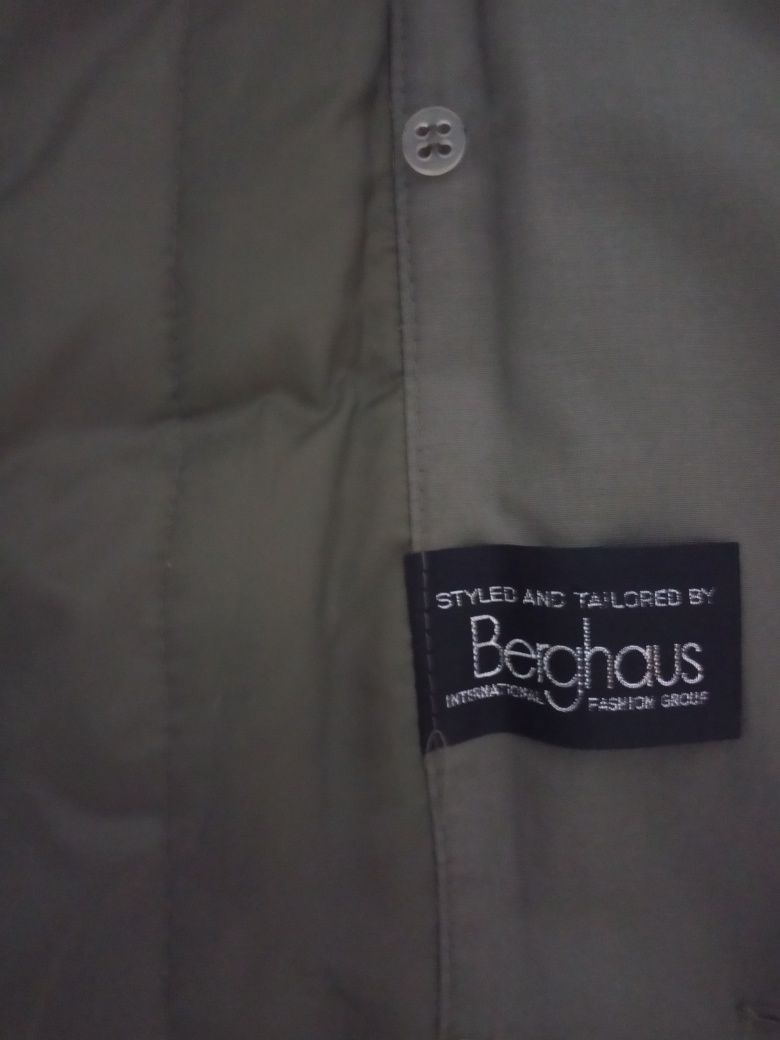 STYLED AND TAILORED BY
Berghaus
INTERNATIONAL FASHION GROUP